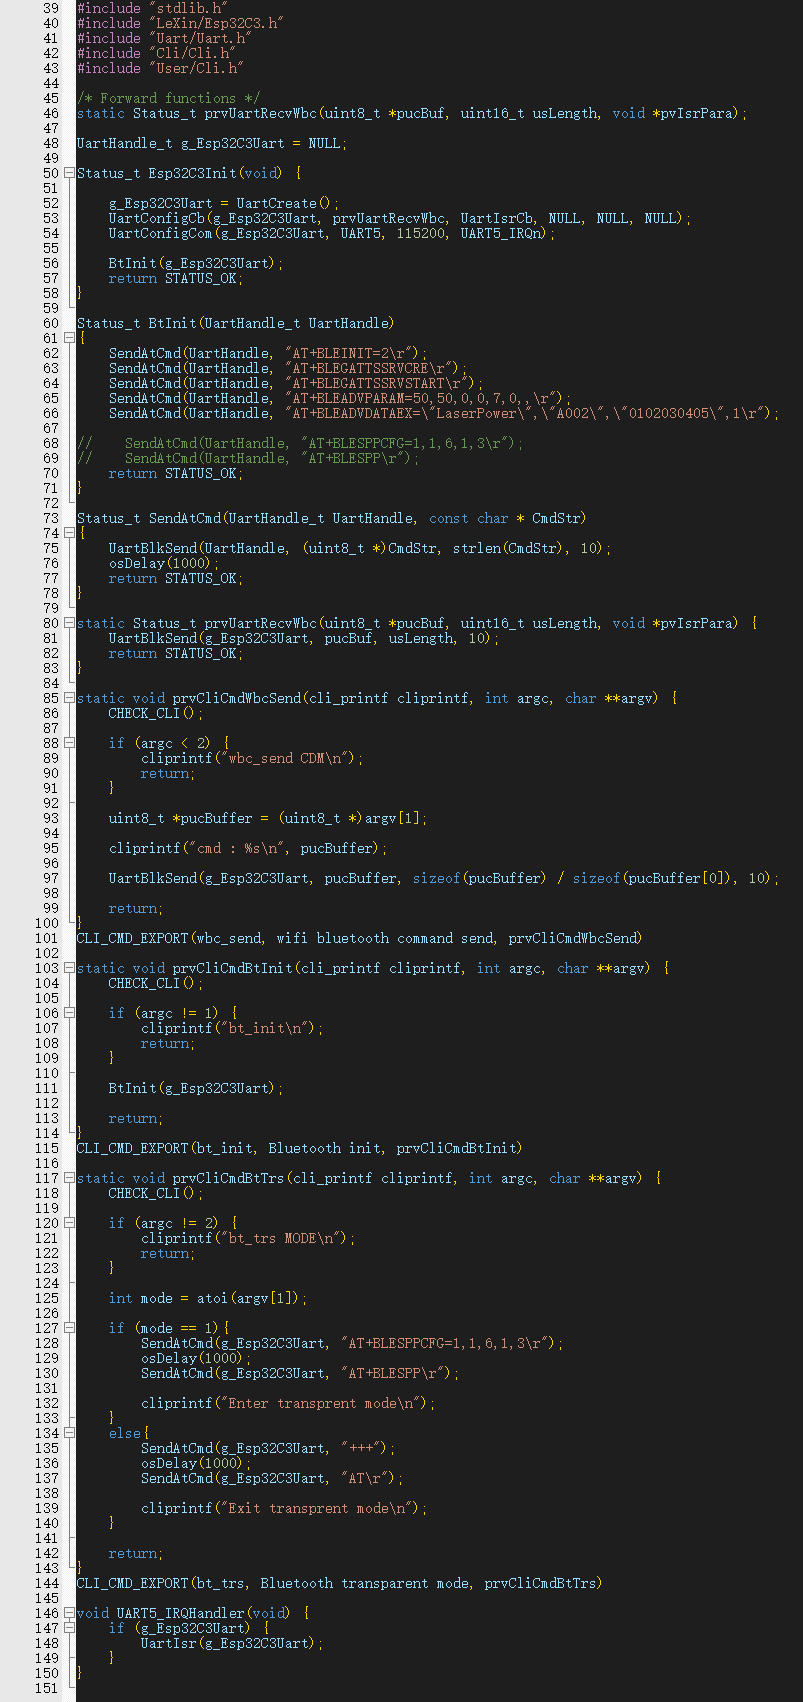 39 #include "stdlib.h"
40 #include "LeXin/Esp32C3.h"
41 #include "Uart/Uart.h"
42 #include "Cli/Cli.h"
43 #include "User/Cli.h"
44
45 /* Forward functions */
46 static Status_t prvUartRecvWbc(uint8_t *pucBuf, uint16_t usLength, void *pvIsrPara);
47
48 UartHandle_t g_Esp32C3Uart = NULL;
49
50 Status_t Esp32C3Init(void) {
51
52     g_Esp32C3Uart = UartCreate();
53     UartConfigCb(g_Esp32C3Uart, prvUartRecvWbc, UartIsrCb, NULL, NULL, NULL);
54     UartConfigCom(g_Esp32C3Uart, UART5, 115200, UART5_IRQn);
55
56     BtInit(g_Esp32C3Uart);
57     return STATUS_OK;
58 }
59
60 Status_t BtInit(UartHandle_t UartHandle)
61 {
62     SendAtCmd(UartHandle, "AT+BLEINIT=2\r");
63     SendAtCmd(UartHandle, "AT+BLEGATTSSRVCRE\r");
64     SendAtCmd(UartHandle, "AT+BLEGATTSSRVSTART\r");
65     SendAtCmd(UartHandle, "AT+BLEADVPARAM=50,50,0,0,7,0,,\r");
66     SendAtCmd(UartHandle, "AT+BLEADVDATAEX=\"LaserPower\",\"A002\",\"0102030405\",1\r");
67
68 //    SendAtCmd(UartHandle, "AT+BLESPPCFG=1,1,6,1,3\r");
69 //    SendAtCmd(UartHandle, "AT+BLESPP\r");
70     return STATUS_OK;
71 }
72
73 Status_t SendAtCmd(UartHandle_t UartHandle, const char * CmdStr)
74 {
75     UartBlkSend(UartHandle, (uint8_t *)CmdStr, strlen(CmdStr), 10);
76     osDelay(1000);
77     return STATUS_OK;
78 }
79
80 static Status_t prvUartRecvWbc(uint8_t *pucBuf, uint16_t usLength, void *pvIsrPara) {
81     UartBlkSend(g_Esp32C3Uart, pucBuf, usLength, 10);
82     return STATUS_OK;
83 }
84
85 static void prvCliCmdWbcSend(cli_printf cliprintf, int argc, char **argv) {
86     CHECK_CLI();
87
88     if (argc < 2) {
89         cliprintf("wbc_send CDM\n");
90         return;
91     }
92
93     uint8_t *pucBuffer = (uint8_t *)argv[1];
94
95     cliprintf("cmd : %s\n", pucBuffer);
96
97     UartBlkSend(g_Esp32C3Uart, pucBuffer, sizeof(pucBuffer) / sizeof(pucBuffer[0]), 10);
98
99     return;
100 }
101 CLI_CMD_EXPORT(wbc_send, wifi bluetooth command send, prvCliCmdWbcSend)
102
103 static void prvCliCmdBtInit(cli_printf cliprintf, int argc, char **argv) {
104     CHECK_CLI();
105
106     if (argc != 1) {
107         cliprintf("bt_init\n");
108         return;
109     }
110
111     BtInit(g_Esp32C3Uart);
112
113     return;
114 }
115 CLI_CMD_EXPORT(bt_init, Bluetooth init, prvCliCmdBtInit)
116
117 static void prvCliCmdBtTrs(cli_printf cliprintf, int argc, char **argv) {
118     CHECK_CLI();
119
120     if (argc != 2) {
121         cliprintf("bt_trs MODE\n");
122         return;
123     }
124
125     int mode = atoi(argv[1]);
126
127     if (mode == 1){
128         SendAtCmd(g_Esp32C3Uart, "AT+BLESPPCFG=1,1,6,1,3\r");
129         osDelay(1000);
130         SendAtCmd(g_Esp32C3Uart, "AT+BLESPP\r");
131
132         cliprintf("Enter transprent mode\n");
133     }
134     else{
135         SendAtCmd(g_Esp32C3Uart, "+++");
136         osDelay(1000);
137         SendAtCmd(g_Esp32C3Uart, "AT\r");
138
139         cliprintf("Exit transprent mode\n");
140     }
141
142     return;
143 }
144 CLI_CMD_EXPORT(bt_trs, Bluetooth transparent mode, prvCliCmdBtTrs)
145
146 void UART5_IRQHandler(void) {
147     if (g_Esp32C3Uart) {
148         UartIsr(g_Esp32C3Uart);
149     }
150 }
151